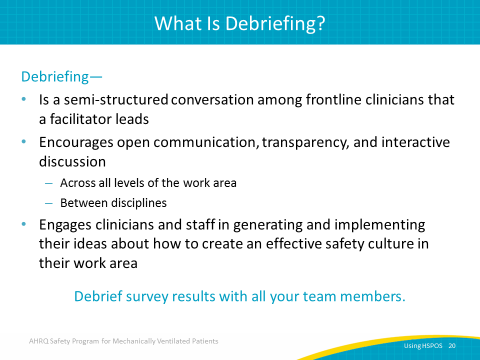 What Is Debriefing?
Debriefing—
• Is a semi-structured conversation among frontline clinicians that
a facilitator leads
• Encourages open communication, transparency, and interactive
discussion
– Across all levels of the work area
– Between disciplines
• Engages clinicians and staff in generating and implementing
their ideas about how to create an effective safety culture in
their work area
Debrief survey results with all your team members.
AHRQ Safety Program for Mechanically Ventilated Patients
Using HSPOS 20